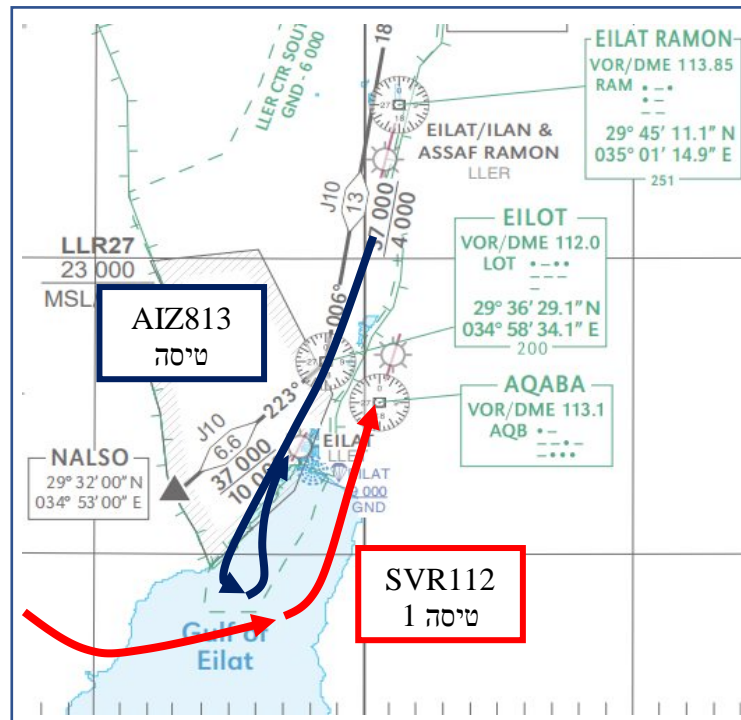 18
LLER CTR SOUT
GND - 6 000
EILAT RAMON
VOR/DME 113.85
RAM
29° 45' 11.1" N
035° 01' 14.9" E
251
EILAT/ILAN &
ASSAF RAMON
LLER
J10
13
37 000
4 000
LLR27
23 000
MSL
006°
EILOT
VOR/DME 112.0
LOT
29° 36' 29.1" N
034° 58' 34.1" E
200
AIZ813
טיסה
223°
J10
6.6
37 000
10 00
AQABA
VOR/DME 113.1
AQB
NALSO
29° 32' 00" N
034° 53' 00" E
EILAT
LLE
ILAT
000
GND
SVR112
טיסה 1
Gulf of
Eilat